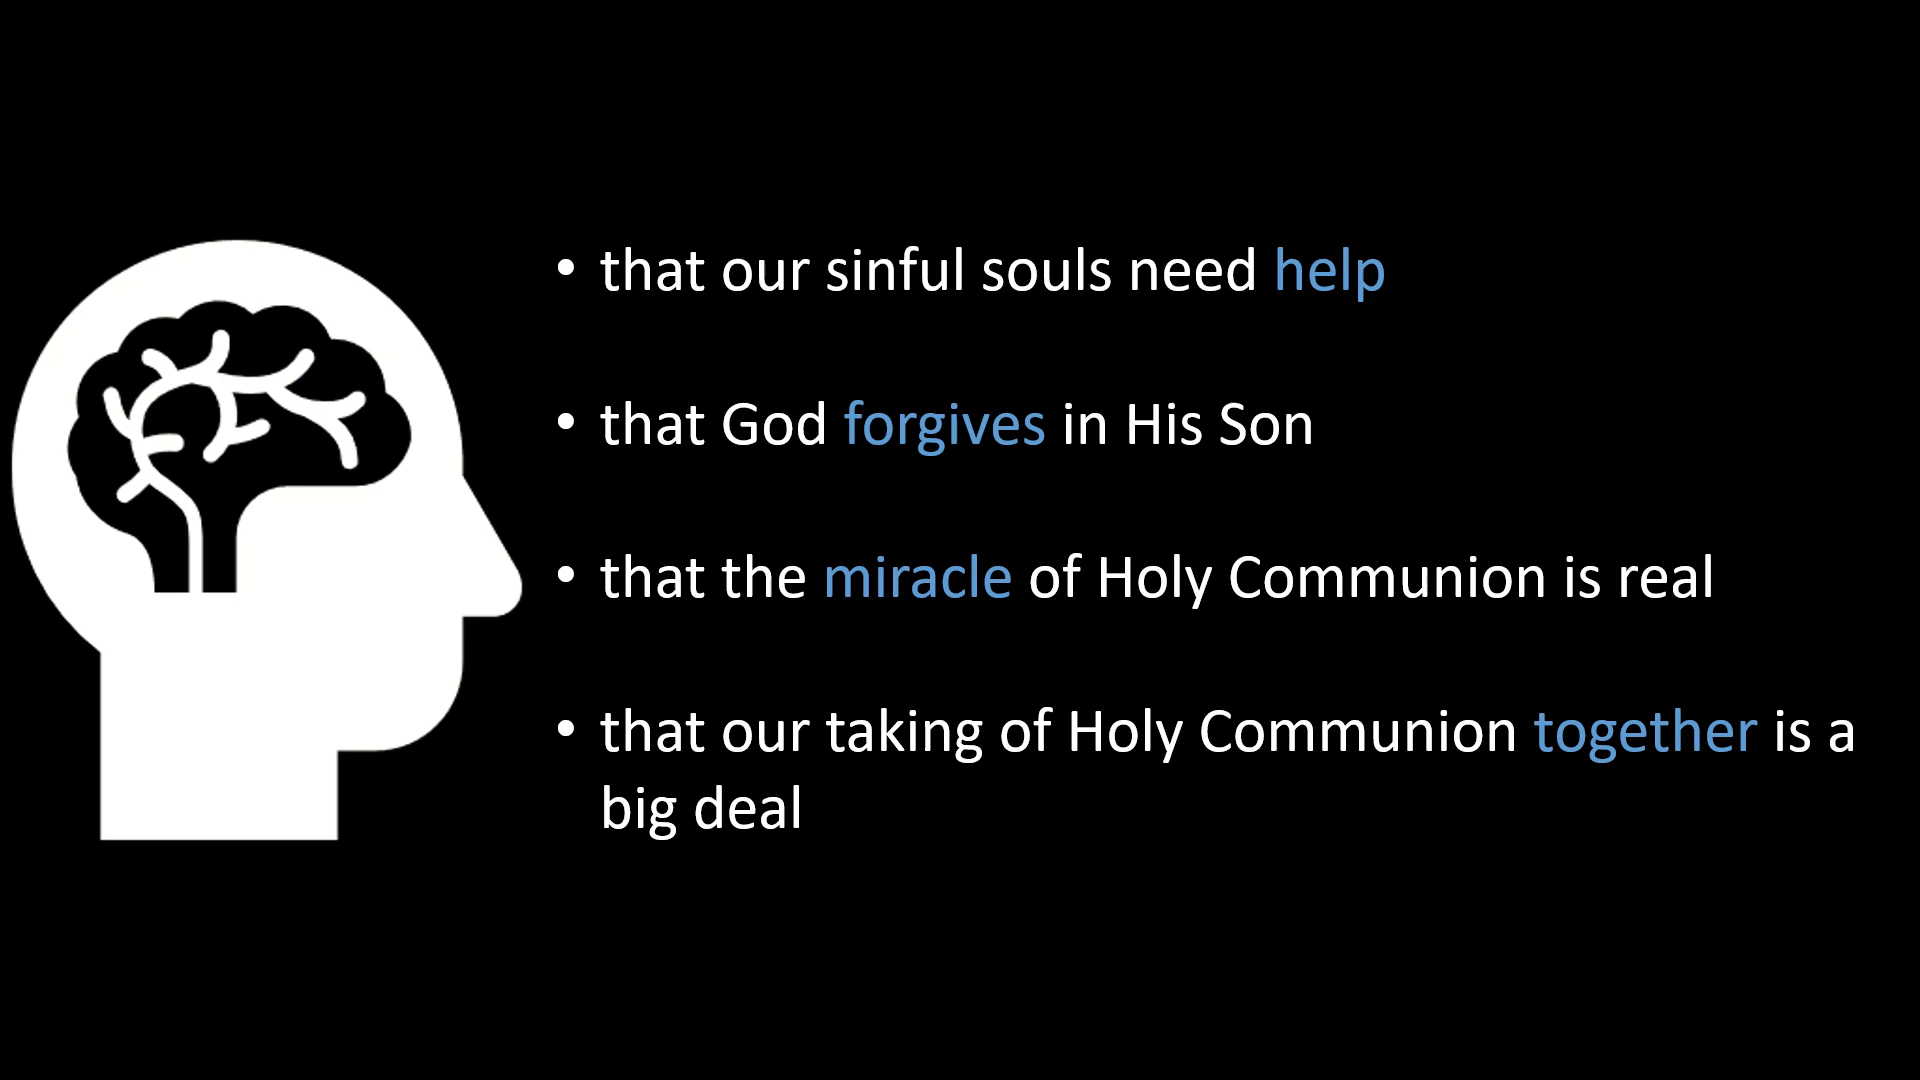 • that our sinful souls need help
• that God forgives in His Son
• that the miracle of Holy Communion is real
• that our taking of Holy Communion together is a
big deal